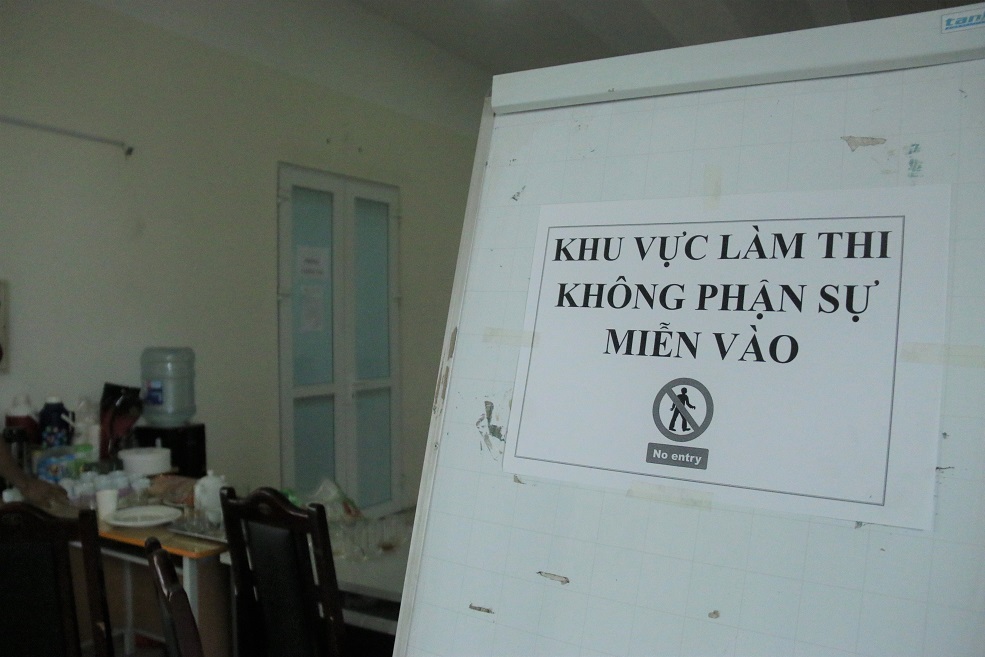 KHU VỰC LÀM THI
KHÔNG PHẬN SỰ
MIỄN VÀO
No entry